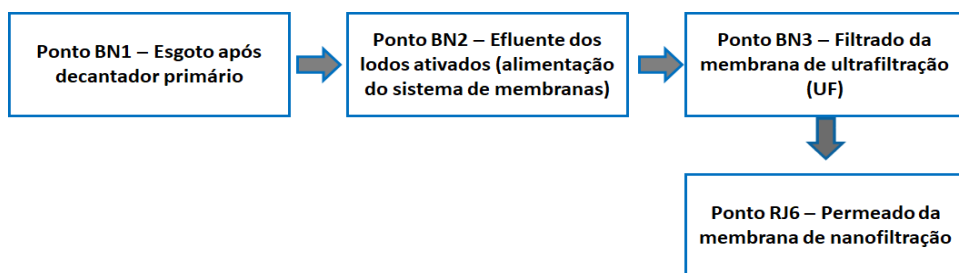 Ponto BN1 – Esgoto após
decantador primário
Ponto BN2 – Efluente dos
lodos ativados (alimentação
do sistema de membranas)
Ponto BN3 – Filtrado da
membrana de ultrafiltração
(UF)
Ponto RJ6 – Permeado da
membrana de nanofiltração